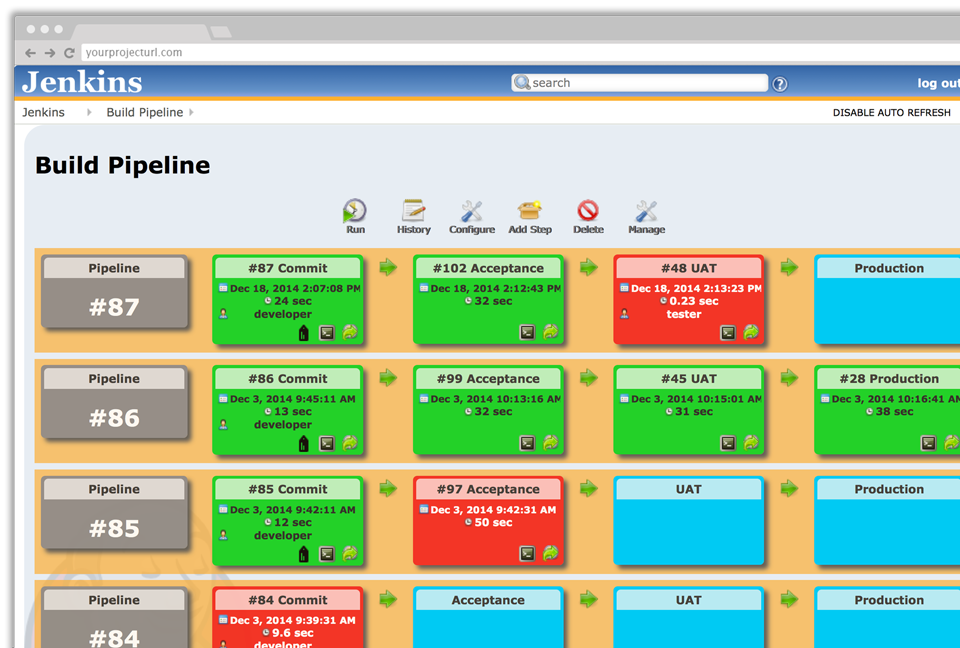 yourprojecturl.com
Jenkins search ? log out
Jenkins Build Pipeline DISABLE AUTO REFRESH
Build Pipeline
Run History Configure Add Step Delete Manage
Pipeline #87 Commit #102 Acceptance #48 UAT Production
#87
Dec 18, 2014 2:07:08 PM Dec 18, 2014 2:12:43 PM Dec 18, 2014 2:13:23 PM
24 sec 32 sec 0.23 sec
developer tester
Pipeline #86 Commit #99 Acceptance #45 UAT #28 Production
#86
Dec 3, 2014 9:45:11 AM Dec 3, 2014 10:13:16 AM Dec 3, 2014 10:15:01 AM Dec 3, 2014 10:16:41 AM
13 sec 32 sec 31 sec 38 sec
developer
Pipeline #85 Commit #97 Acceptance UAT Production
#85
Dec 3, 2014 9:42:11 AM Dec 3, 2014 9:42:31 AM
12 sec 50 sec
developer
Pipeline #84 Commit Acceptance UAT Production
#84
Dec 3, 2014 9:39:31 AM
9.6 sec
developer